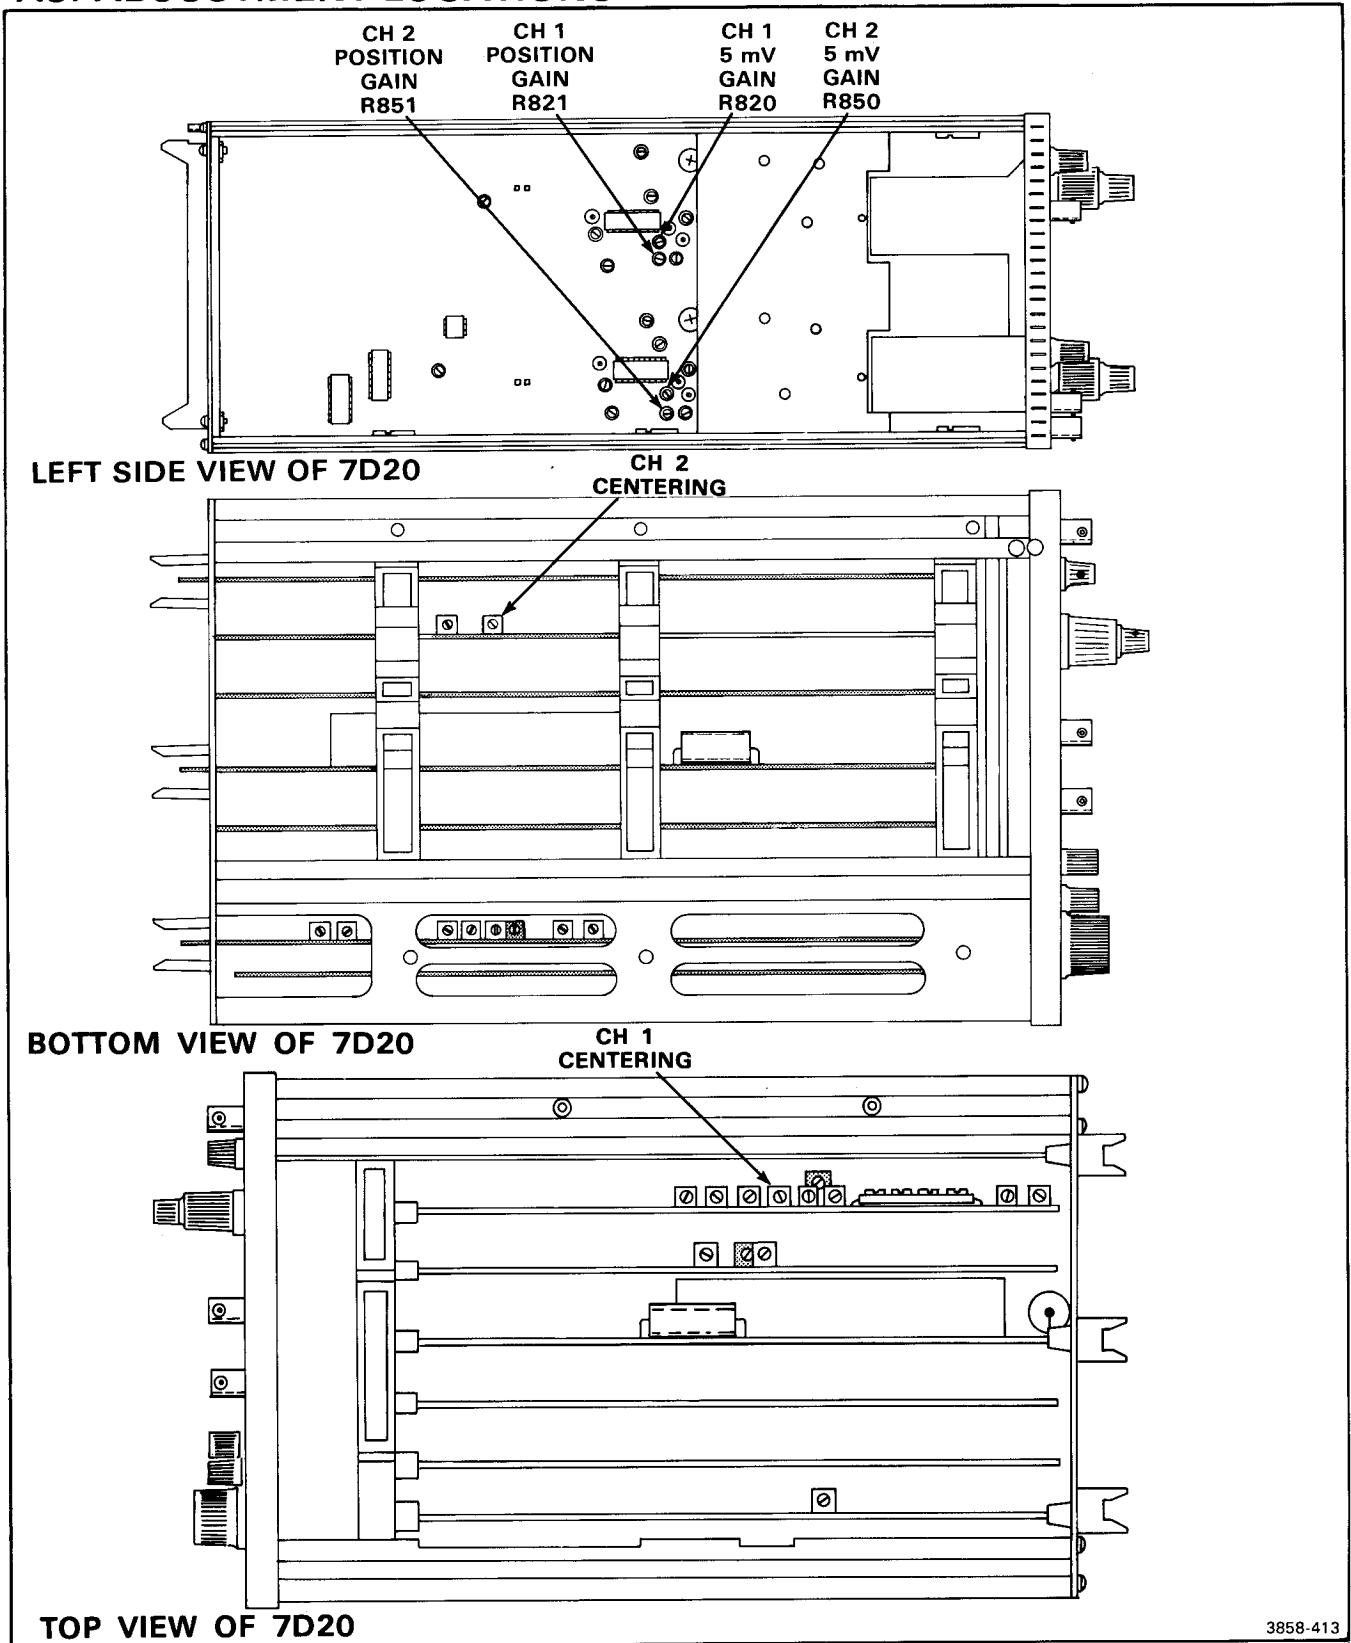 CH 2
POSITION
GAIN
R851
CH 1
POSITION
GAIN
R821
CH 1
5 mV
GAIN
R820
CH 2
5 mV
GAIN
R850
LEFT SIDE VIEW OF 7D20
CH 2
CENTERING
BOTTOM VIEW OF 7D20
CH 1
CENTERING
TOP VIEW OF 7D20
3858-413